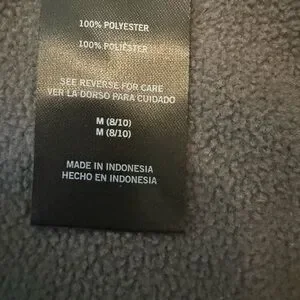 100% POLYESTER
100% POLIÉSTER
SEE REVERSE FOR CARE
VER LA DORSO PARA CUIDADO
M (8/10)
M (8/10)
MADE IN INDONESIA
HECHO EN INDONESIA